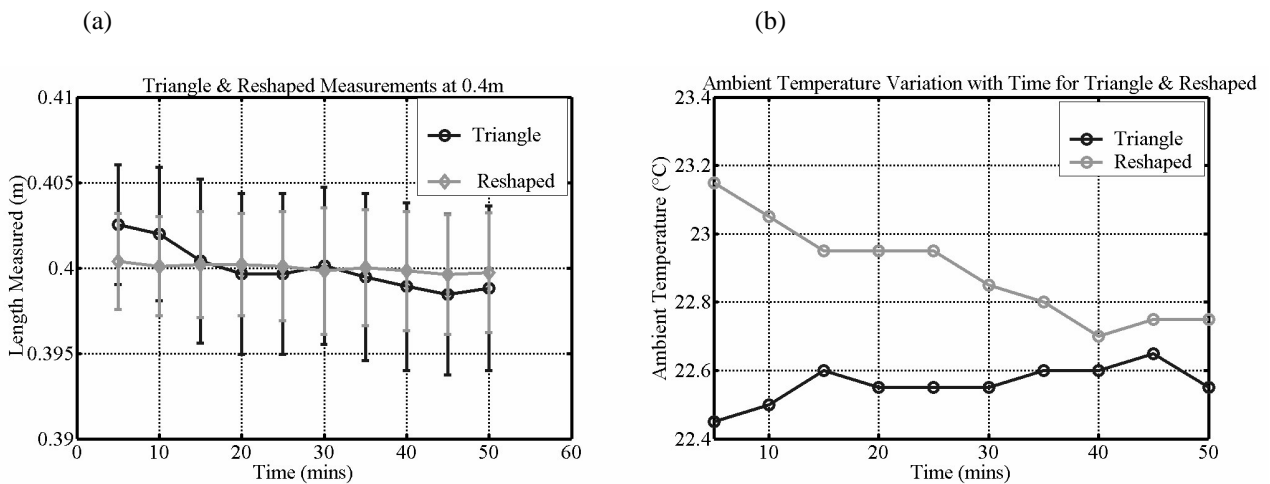 (a)
(b)
Triangle & Reshaped Measurements at 0.4m
0.41
0.405
0.4
0.395
0.39
Length Measured (m)
Triangle
Reshaped
0 10 20 30 40 50 60
Time (mins)
Ambient Temperature Variation with Time for Triangle & Reshaped
23.4
23.2
23
22.8
22.6
22.4
Ambient Temperature (°C)
Triangle
Reshaped
10 20 30 40 50
Time (mins)